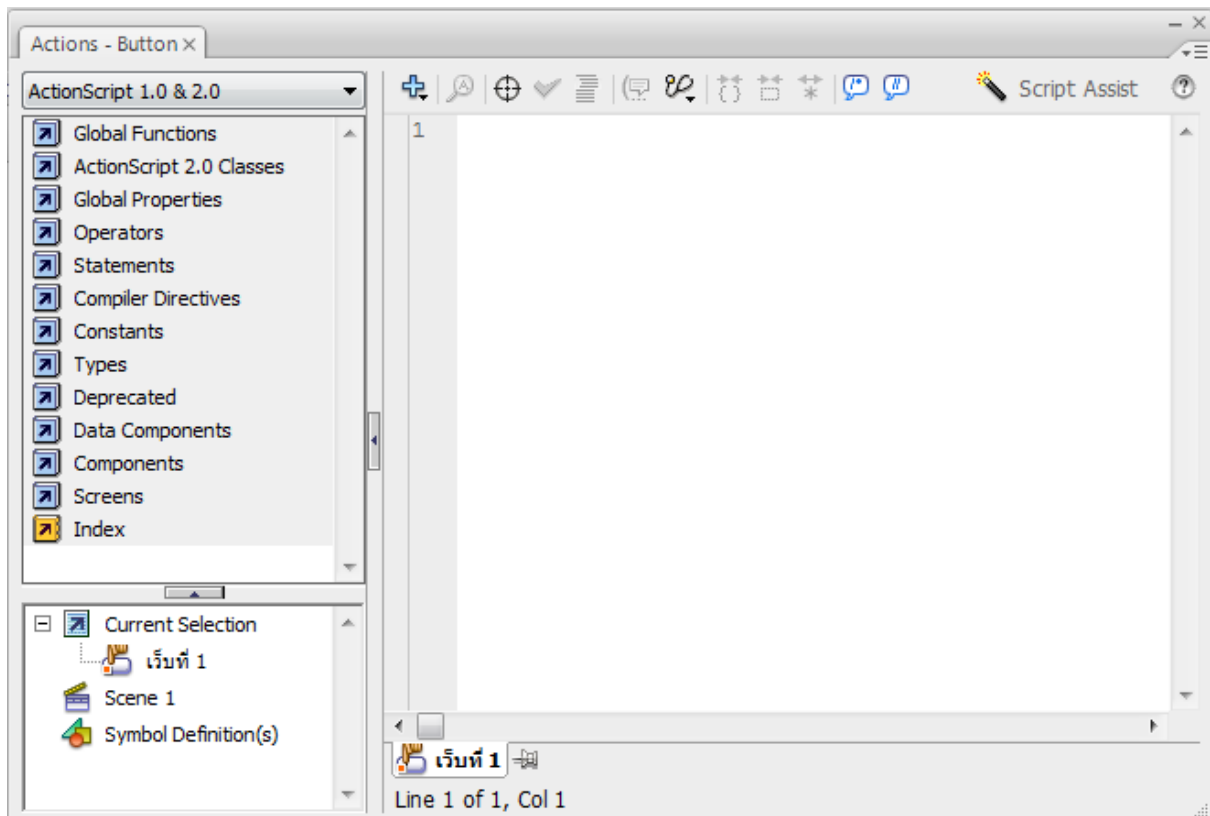 Actions - Button
ActionScript 1.0 & 2.0
Global Functions
ActionScript 2.0 Classes
Global Properties
Operators
Statements
Compiler Directives
Constants
Types
Deprecated
Data Components
Components
Screens
Index
Current Selection
เว็บที่ 1
Scene 1
Symbol Definition(s)
Script Assist
1
เว็บที่ 1
Line 1 of 1, Col 1